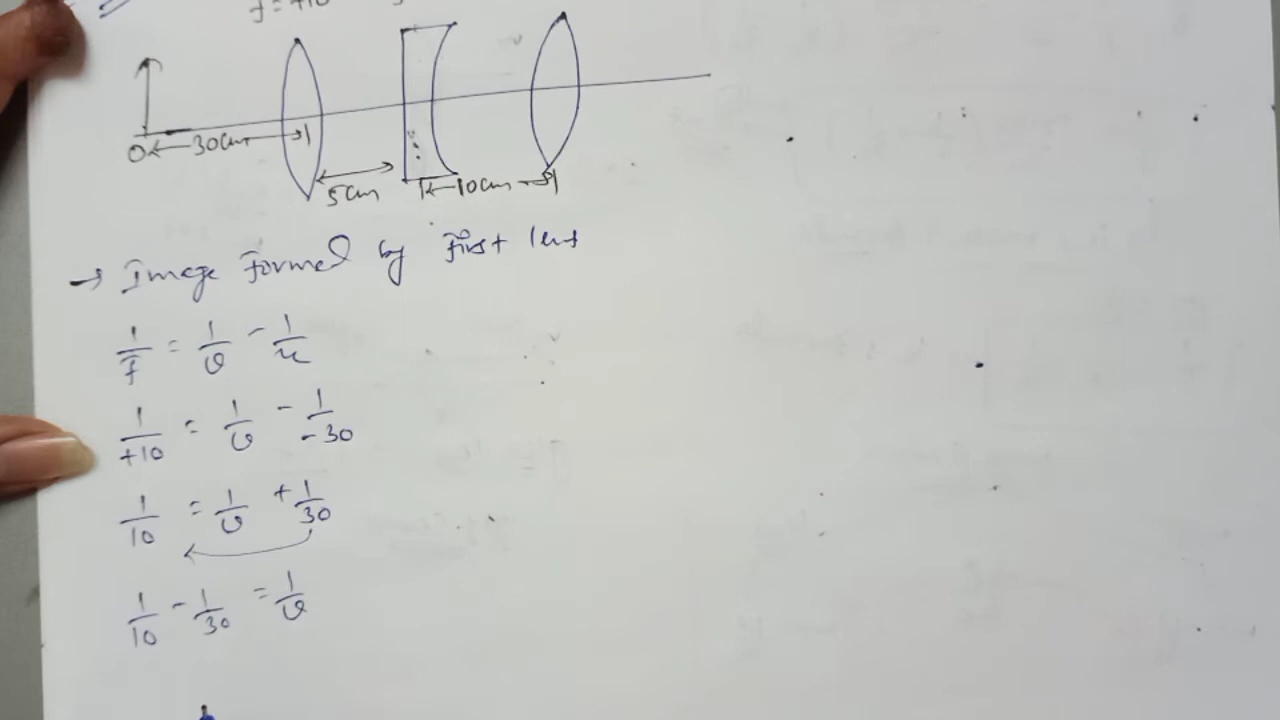 f = +10
O 30cm
5cm 10cm
→ Image Formed by First lens
1/f = 1/v - 1/u
1/+10 = 1/v - 1/-30
1/10 = 1/v + 1/30
1/10 - 1/30 = 1/v